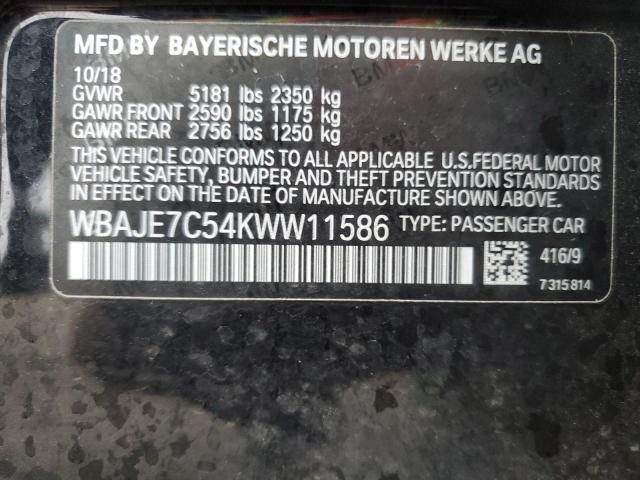 MFD BY BAYERISCHE MOTOREN WERKE AG
10/18
GVWR 5181 lbs 2350 kg
GAWR FRONT 2590 lbs 1175 kg
GAWR REAR 2756 lbs 1250 kg
THIS VEHICLE CONFORMS TO ALL APPLICABLE U.S.FEDERAL MOTOR
VEHICLE SAFETY, BUMPER AND THEFT PREVENTION STANDARDS
IN EFFECT ON THE DATE OF MANUFACTURE SHOWN ABOVE.
WBAJE7C54KWW11586 TYPE: PASSENGER CAR
416/9
7315814